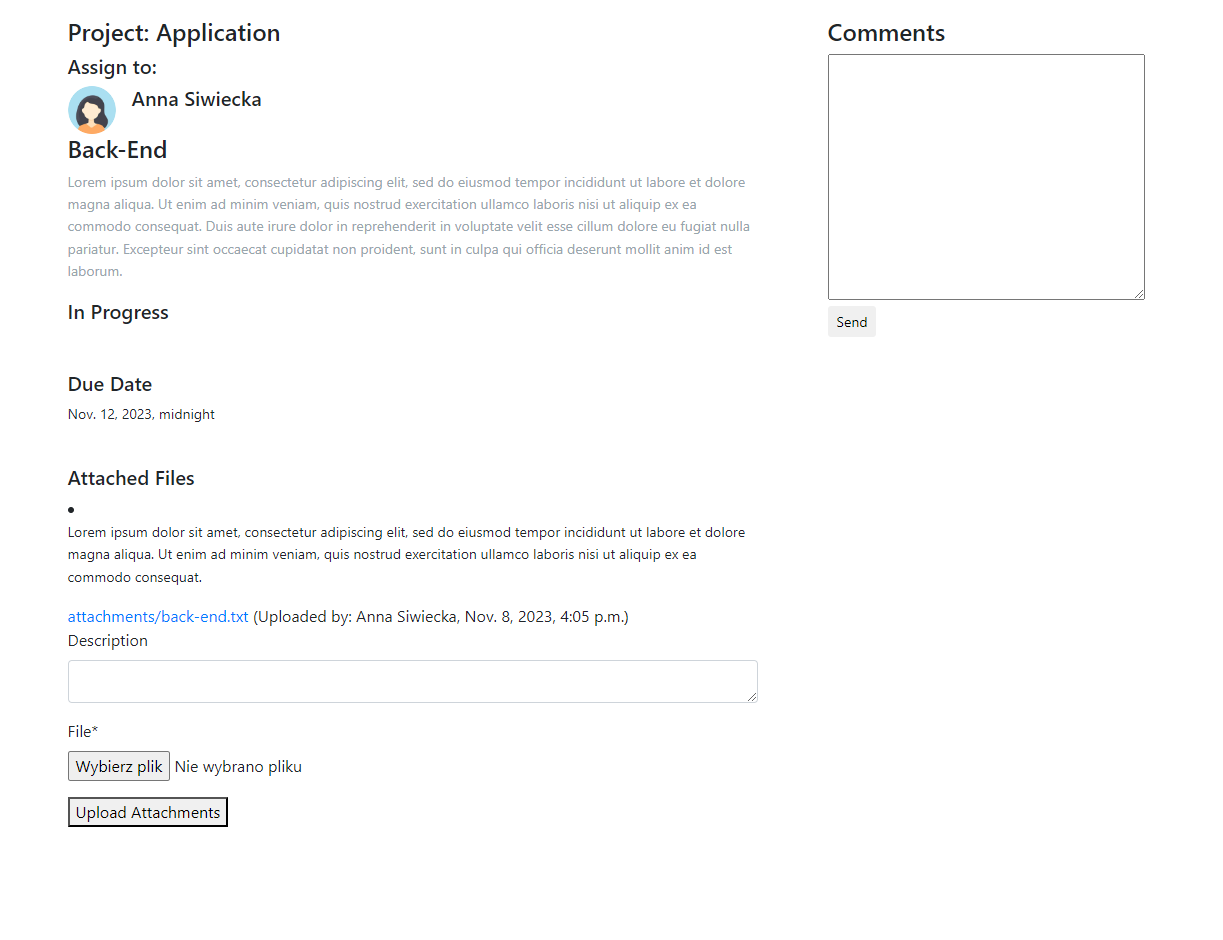 Project: Application
Assign to:
Anna Siwiecka
Back-End
Lorem ipsum dolor sit amet, consectetur adipiscing elit, sed do eiusmod tempor incididunt ut labore et dolore
magna aliqua. Ut enim ad minim veniam, quis nostrud exercitation ullamco laboris nisi ut aliquip ex ea
commodo consequat. Duis aute irure dolor in reprehenderit in voluptate velit esse cillum dolore eu fugiat nulla
pariatur. Excepteur sint occaecat cupidatat non proident, sunt in culpa qui officia deserunt mollit anim id est
laborum.
In Progress
Due Date
Nov. 12, 2023, midnight
Attached Files
Lorem ipsum dolor sit amet, consectetur adipiscing elit, sed do eiusmod tempor incididunt ut labore et dolore
magna aliqua. Ut enim ad minim veniam, quis nostrud exercitation ullamco laboris nisi ut aliquip ex ea
commodo consequat.
attachments/back-end.txt (Uploaded by: Anna Siwiecka, Nov. 8, 2023, 4:05 p.m.)
Description
File*
Wybierz plik Nie wybrano pliku
Upload Attachments
Comments
Send